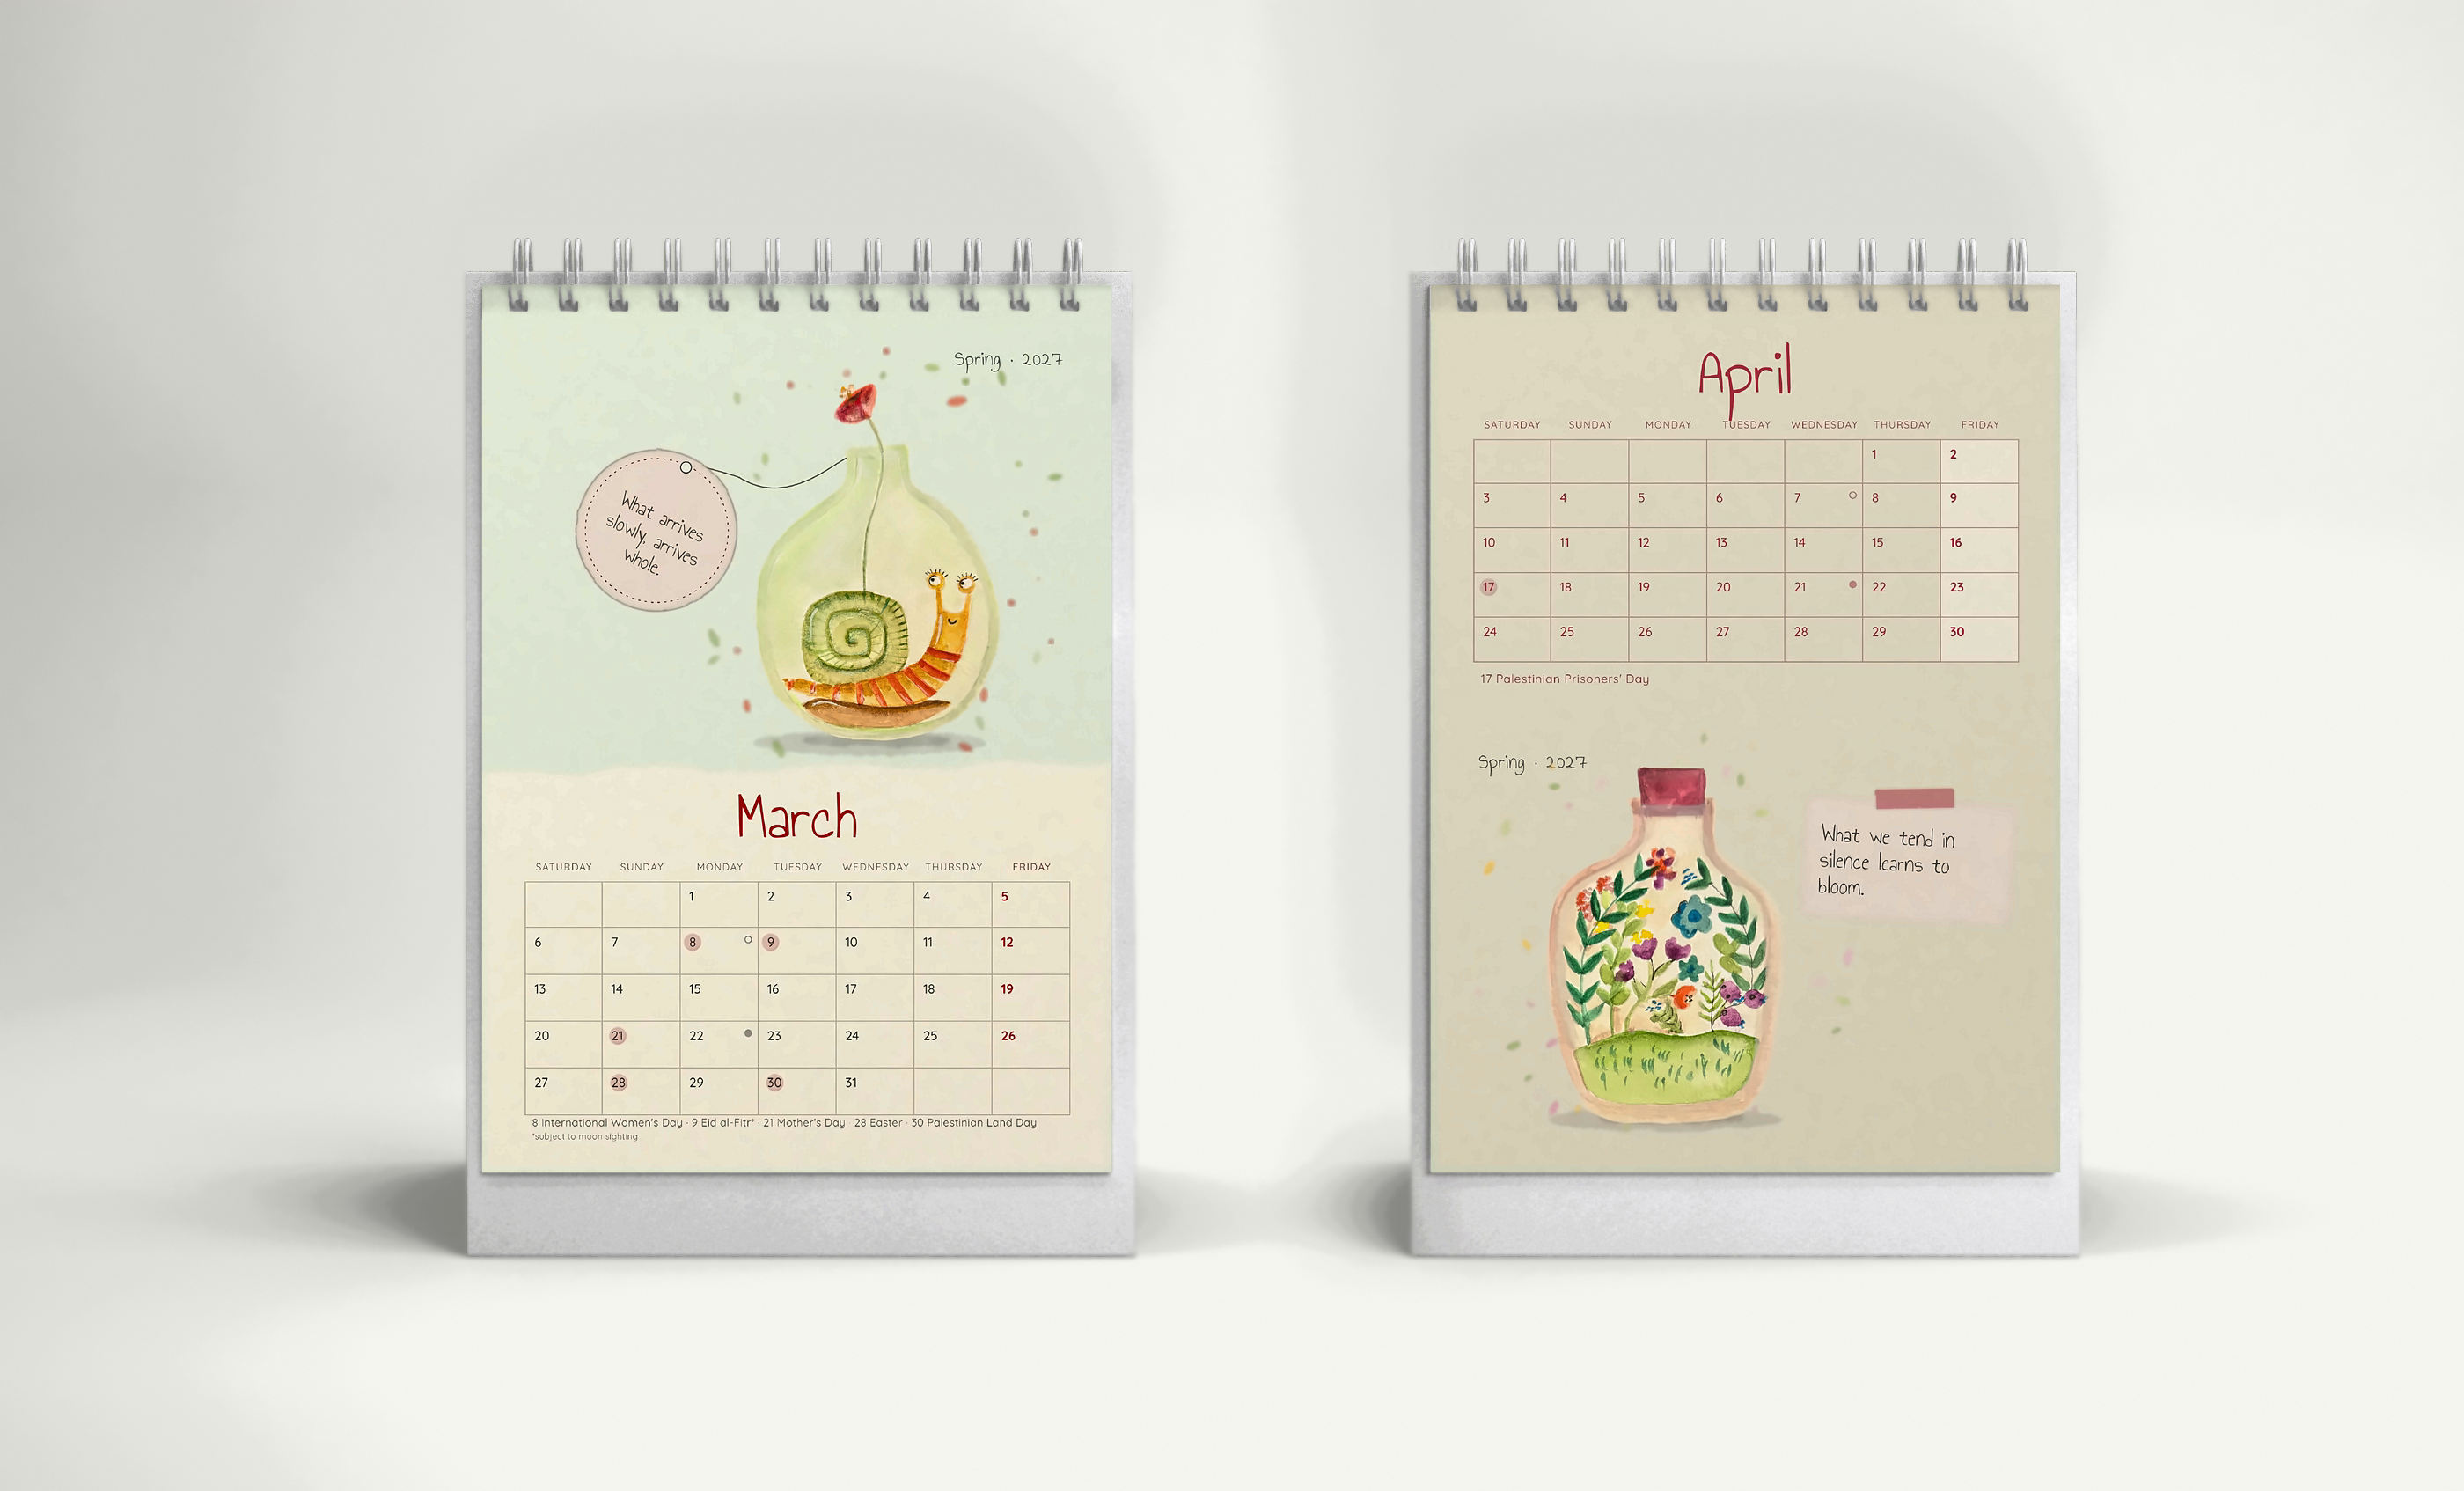 Spring · 2027
What arrives
slowly, arrives
whole.
March
SATURDAY SUNDAY MONDAY TUESDAY WEDNESDAY THURSDAY FRIDAY
1 2 3 4 5
6 7 8 9 10 11 12
13 14 15 16 17 18 19
20 21 22 23 24 25 26
27 28 29 30 31
8 International Women's Day · 9 Eid al-Fitr* · 21 Mother's Day 28 Easter · 30 Palestinian Land Day
*subject to moon sighting
April
SATURDAY SUNDAY MONDAY TUESDAY WEDNESDAY THURSDAY FRIDAY
1 2
3 4 5 6 7 8 9
10 11 12 13 14 15 16
17 18 19 20 21 22 23
24 25 26 27 28 29 30
17 Palestinian Prisoners' Day
Spring · 2027
What we tend in
silence learns to
bloom.